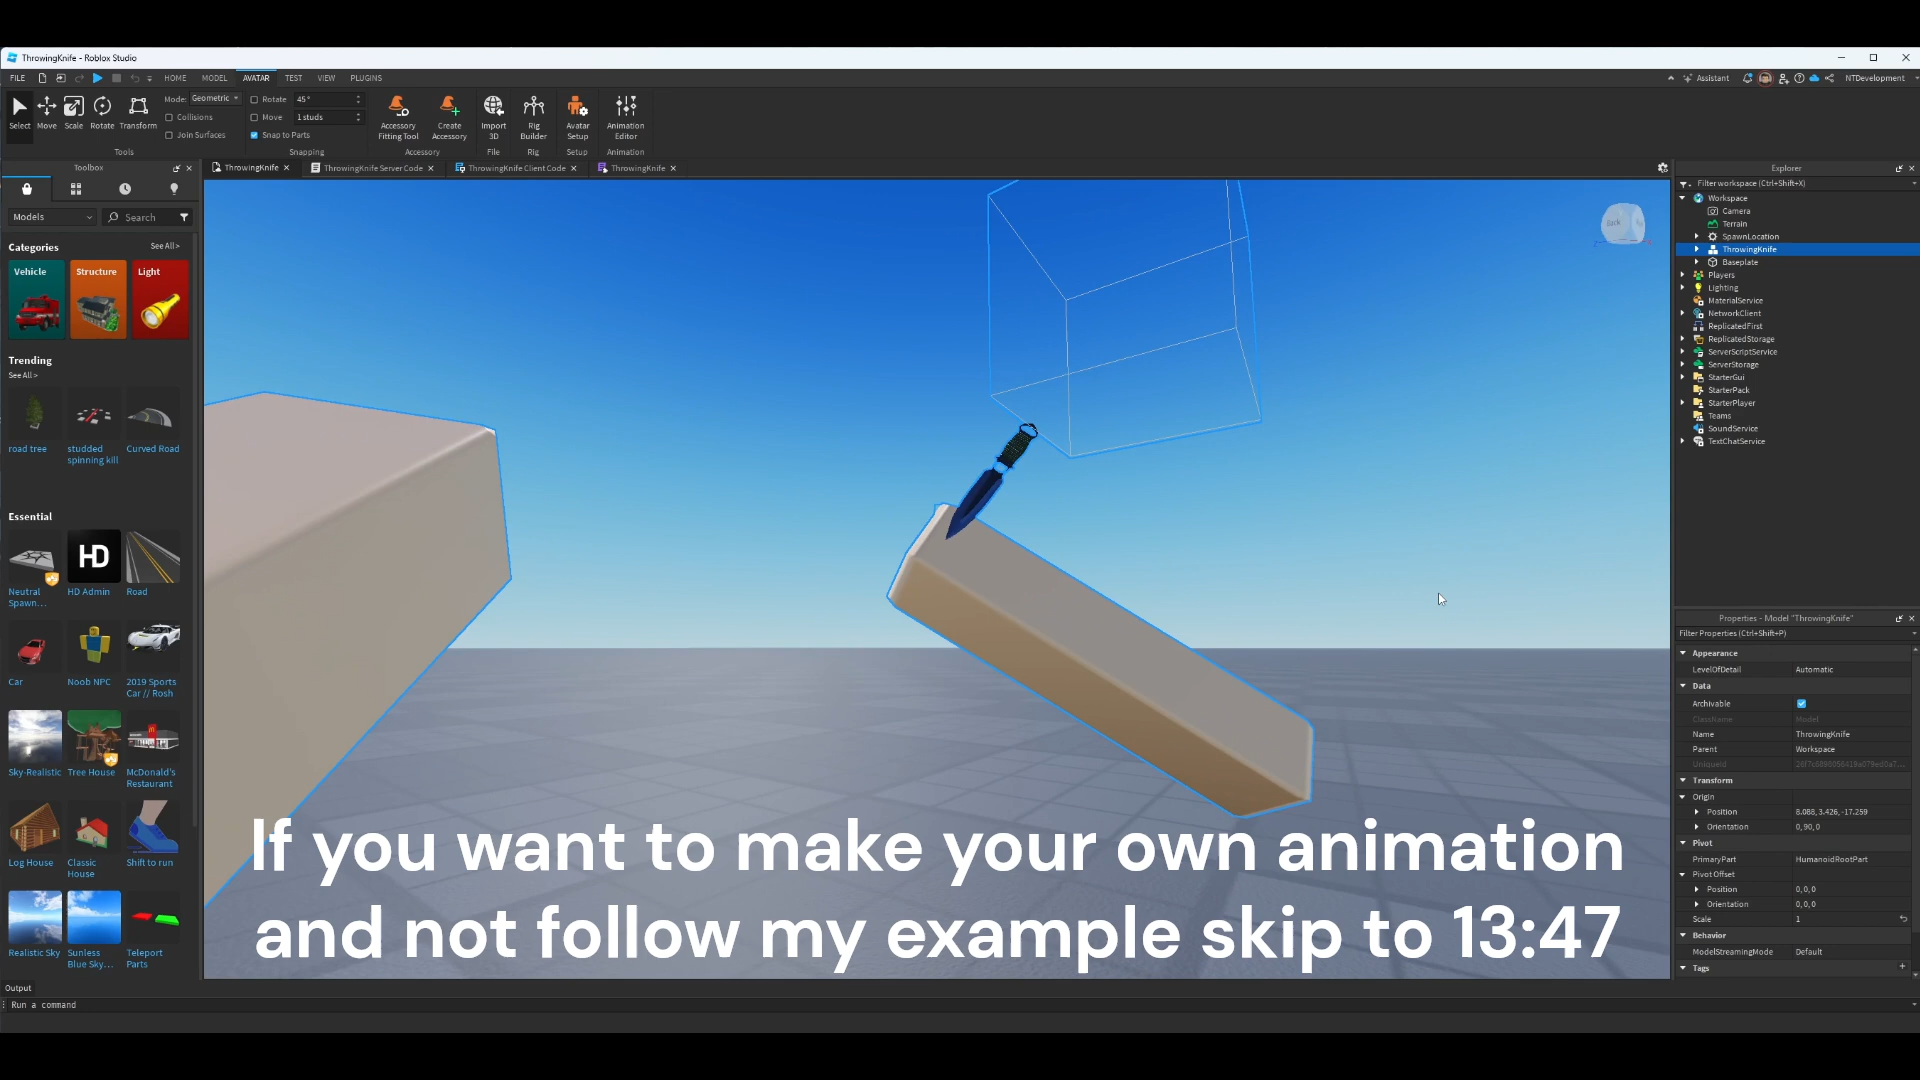 ThrowingKnife - Roblox Studio
FILE HOME MODEL AVATAR TEST VIEW PLUGINS Assistant NTDevelopment
Select Move Scale Rotate Transform
Mode: Geometric
Collisions
Join Surfaces
Tools
Rotate 45°
Move 1 studs
Snap to Parts
Snapping
Accessory Fitting Tool
Create Accessory
Accessory
Import 3D
File
Rig Builder
Rig
Avatar Setup
Setup
Animation Editor
Animation
Toolbox
ThrowingKnife
ThrowingKnife Server Code
ThrowingKnife Client Code
ThrowingKnife
Models Search
Categories See All >
Vehicle Structure Light
Trending
See All >
road tree
studded spinning kill
Curved Road
Essential
HD
Neutral Spawn...
HD Admin
Road
Car
Noob NPC
2019 Sports Car // Rosh
Sky-Realistic
Tree House
McDonald's Restaurant
Log House
Classic House
Shift to run
Realistic Sky
Sunless Blue Sky...
Teleport Parts
Back
If you want to make your own animation
and not follow my example skip to 13:47
Explorer
Filter workspace (Ctrl+Shift+X)
Workspace
Camera
Terrain
SpawnLocation
ThrowingKnife
Baseplate
Players
Lighting
MaterialService
NetworkClient
ReplicatedFirst
ReplicatedStorage
ServerScriptService
ServerStorage
StarterGui
StarterPack
StarterPlayer
Teams
SoundService
TextChatService
Properties - Model "ThrowingKnife"
Filter Properties (Ctrl+Shift+P)
Appearance
LevelOfDetail Automatic
Data
Archivable
ClassName Model
Name ThrowingKnife
Parent Workspace
UniqueId
Transform
Origin
Position 8.088, 3.426, -17.259
Orientation 0, 90, 0
Pivot
PrimaryPart HumanoidRootPart
Pivot Offset
Position 0, 0, 0
Orientation 0, 0, 0
Scale 1
Behavior
ModelStreamingMode Default
Tags
Output
Run a command